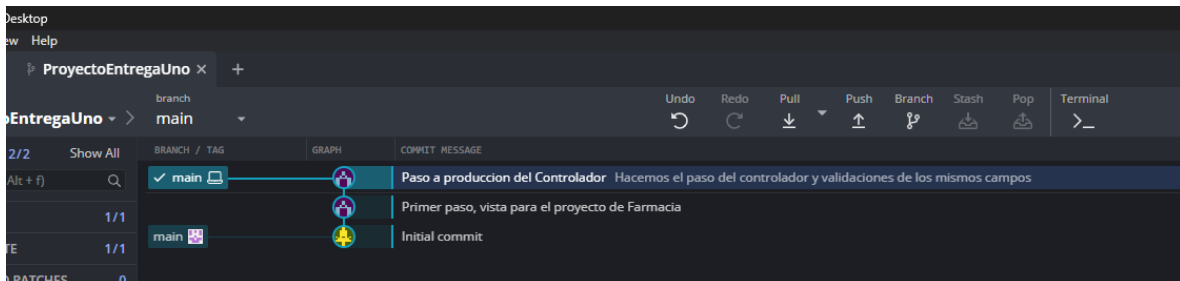 Desktop
ew Help
ProyectoEntregaUno × +
branch
oEntregaUno main
Undo Redo Pull Push Branch Stash Pop Terminal
2/2 Show All
BRANCH / TAG GRAPH COMMIT MESSAGE
Alt + f)
main Paso a produccion del Controlador Hacemos el paso del controlador y validaciones de los mismos campos
1/1 Primer paso, vista para el proyecto de Farmacia
main Initial commit
TE 1/1
D PATCHES 0